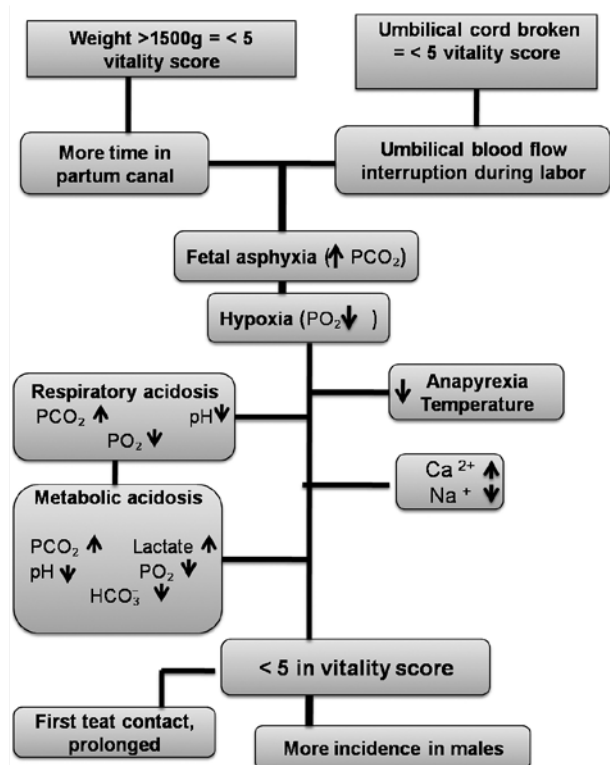 Weight >1500g = < 5
vitality score
Umbilical cord broken
= < 5 vitality score
More time in
partum canal
Umbilical blood flow
interruption during labor
Fetal asphyxia (↑ PCO₂)
Hypoxia (PO₂↓ )
Respiratory acidosis
PCO₂ ↑ pH↓
PO₂ ↓
↓ Anapyrexia
Temperature
Ca ²⁺ ↑
Na ⁺ ↓
Metabolic acidosis
PCO₂ ↑ Lactate ↑
pH ↓ PO₂ ↓
HCO₃⁻ ↓
< 5 in vitality score
First teat contact,
prolonged
More incidence in males